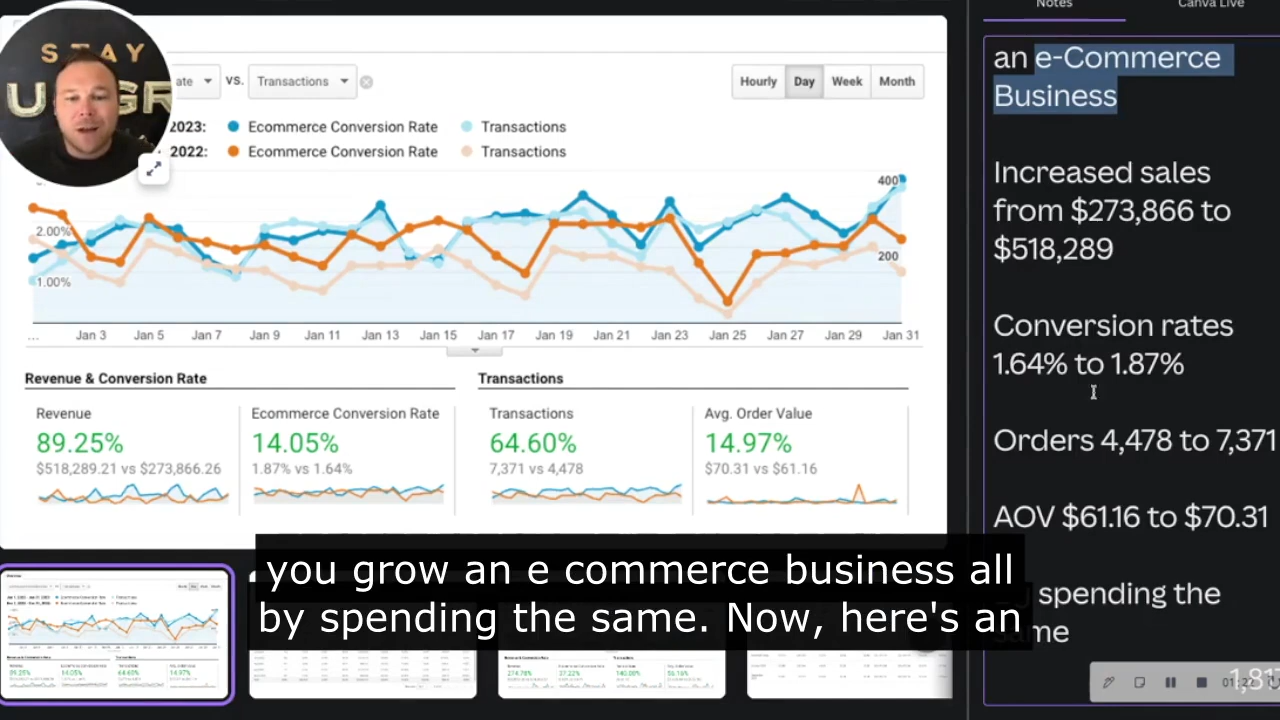 Notes
Canva Live
STAY
ate
VS.
Transactions
Hourly
Day
Week
Month
2023:
Ecommerce Conversion Rate
Transactions
2022:
Ecommerce Conversion Rate
Transactions
400
2.00%
200
1.00%
...
Jan 3
Jan 5
Jan 7
Jan 9
Jan 11
Jan 13
Jan 15
Jan 17
Jan 19
Jan 21
Jan 23
Jan 25
Jan 27
Jan 29
Jan 31
Revenue & Conversion Rate
Transactions
Revenue
89.25%
$518,289.21 vs $273,866.26
Ecommerce Conversion Rate
14.05%
1.87% vs 1.64%
Transactions
64.60%
7,371 vs 4,478
Avg. Order Value
14.97%
$70.31 vs $61.16
an e-Commerce
Business
Increased sales
from $273,866 to
$518,289
Conversion rates
1.64% to 1.87%
Orders 4,478 to 7,371
AOV $61.16 to $70.31
spending the
you grow an e commerce business all
by spending the same. Now, here's an